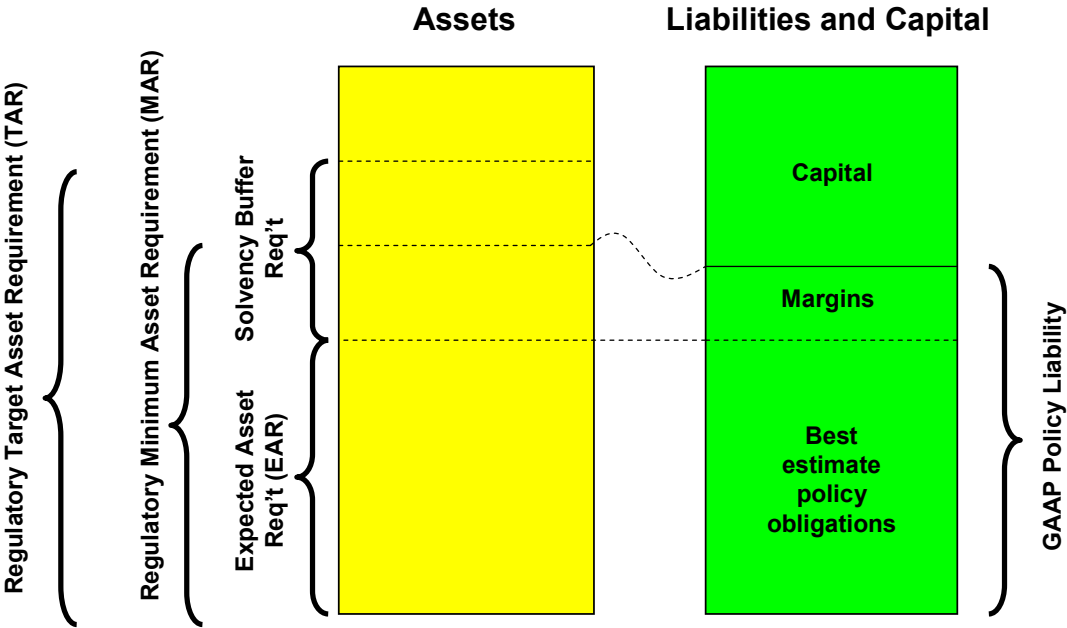 Assets
Liabilities and Capital
Regulatory Target Asset Requirement (TAR)
Regulatory Minimum Asset Requirement (MAR)
Solvency Buffer
Req't
Expected Asset
Req't (EAR)
Capital
Margins
Best
estimate
policy
obligations
GAAP Policy Liability